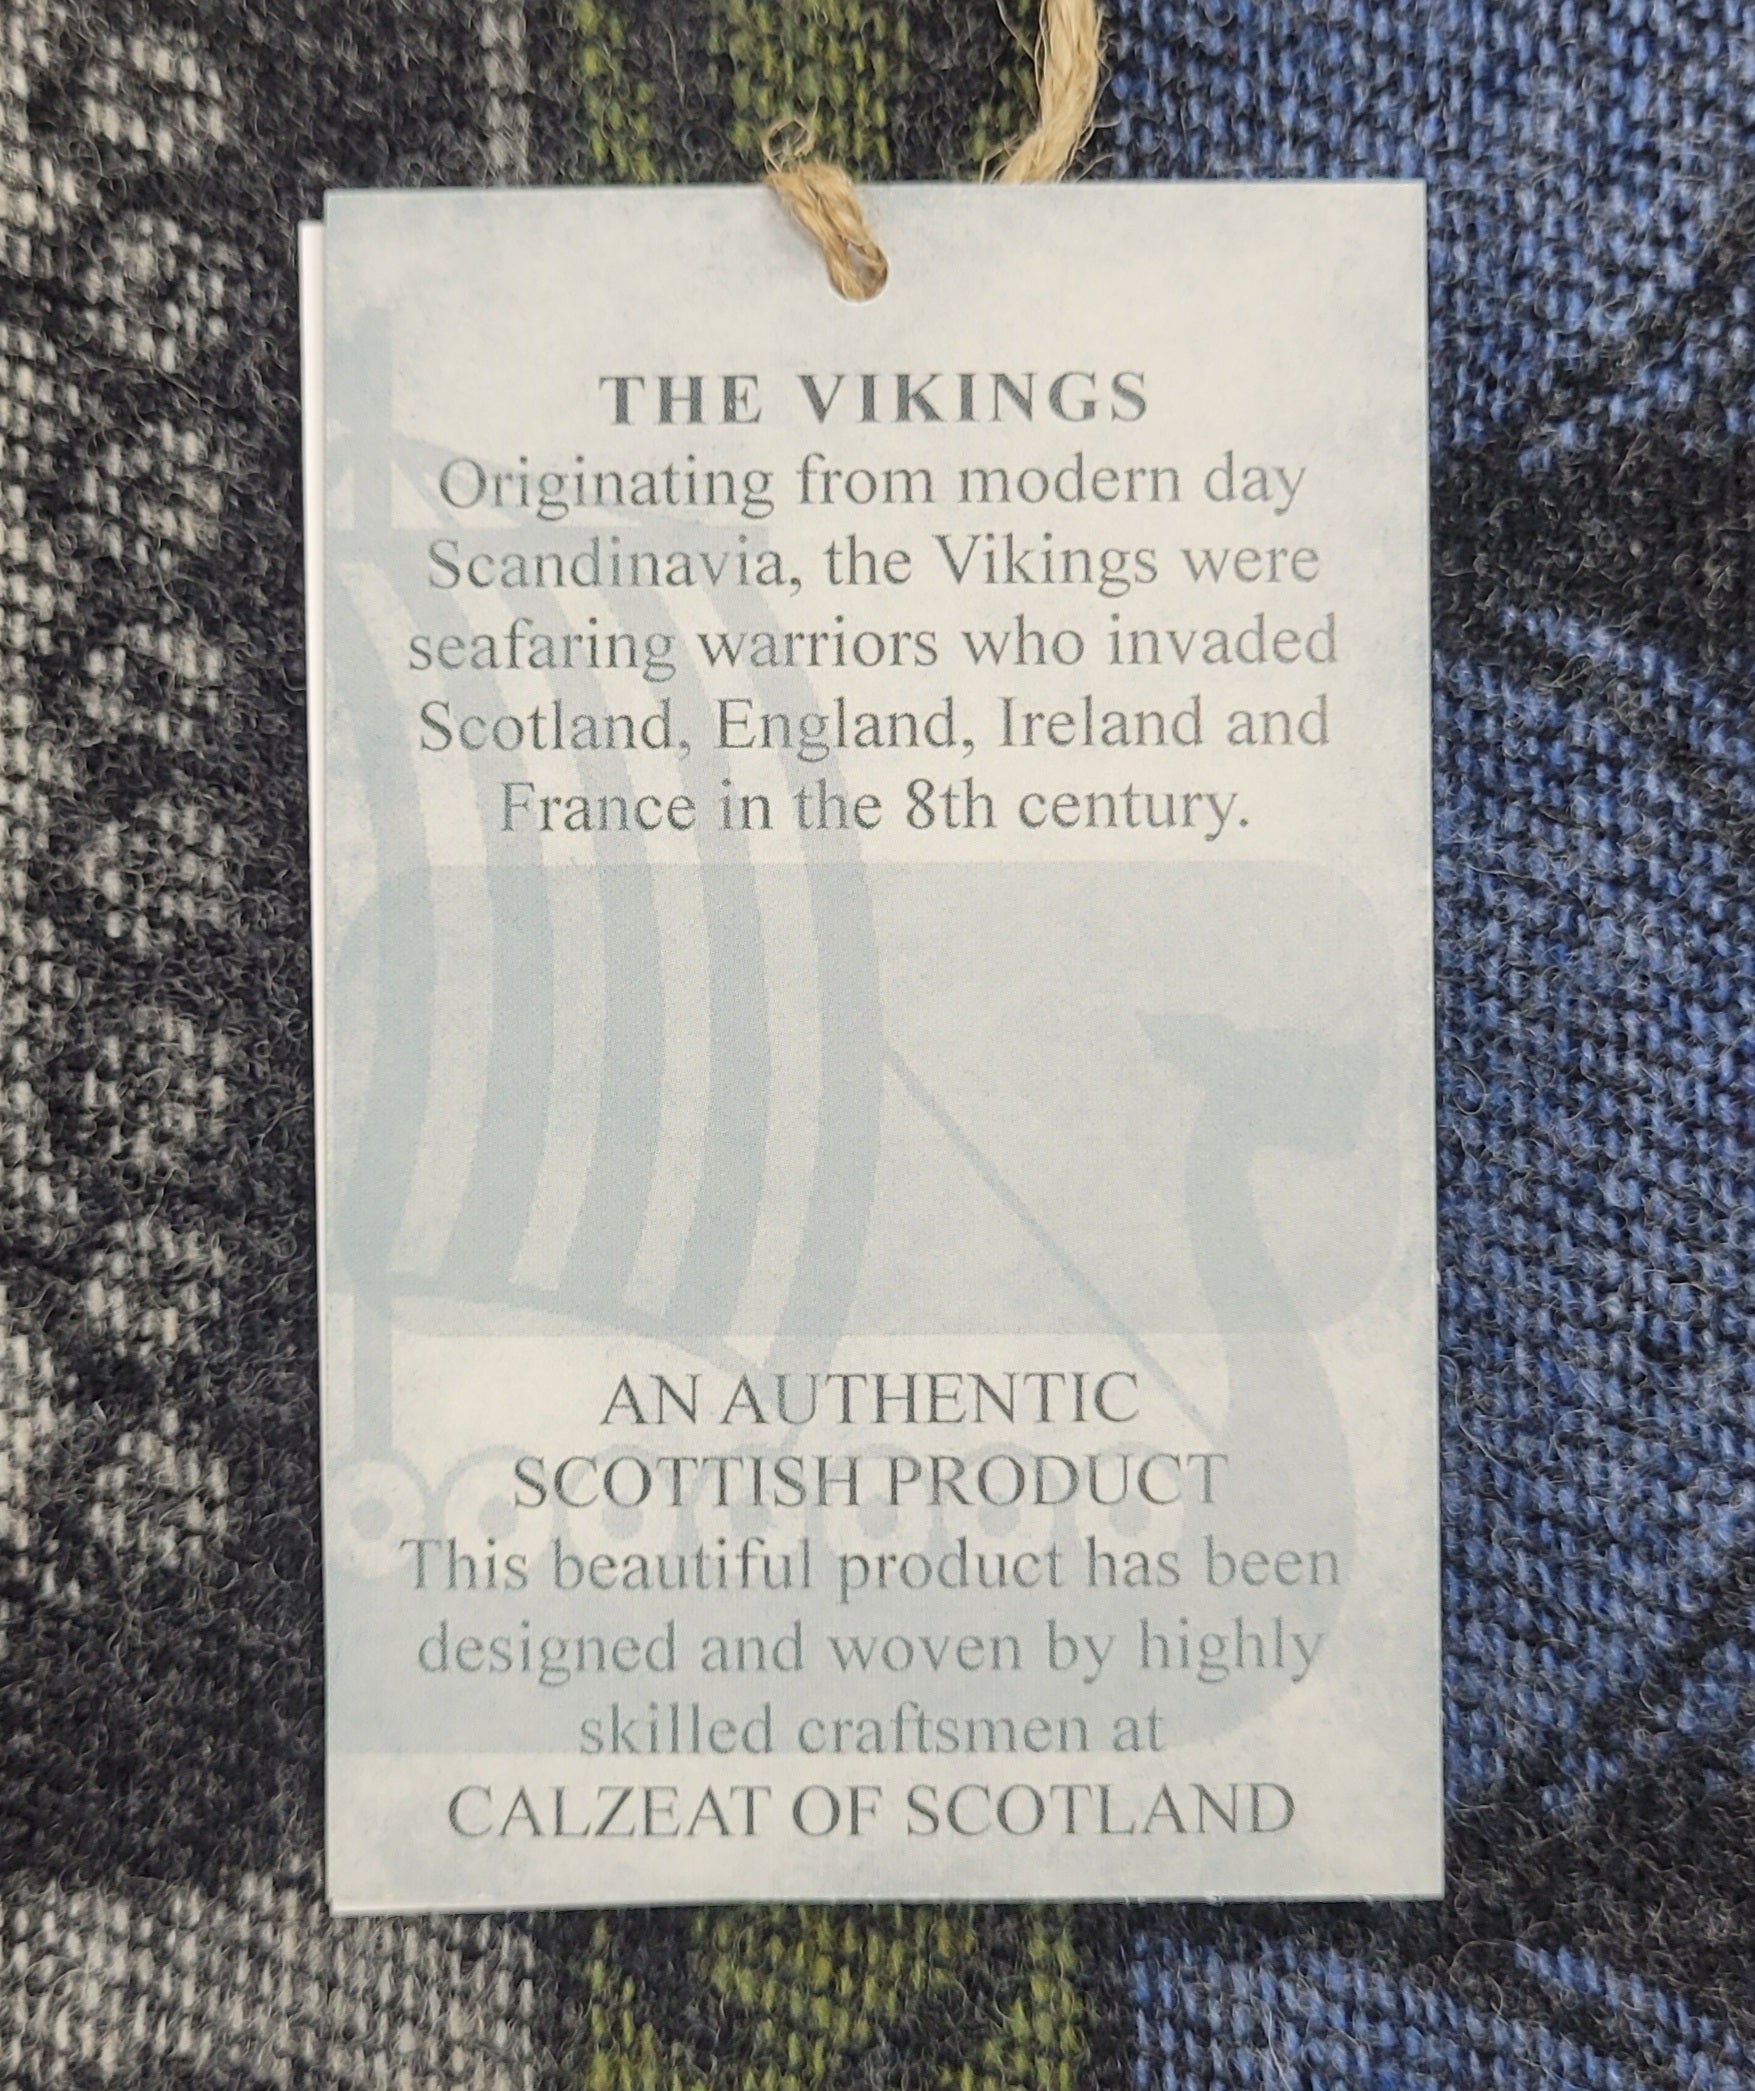 THE VIKINGS
Originating from modern day
Scandinavia, the Vikings were
seafaring warriors who invaded
Scotland, England, Ireland and
France in the 8th century.
AN AUTHENTIC
SCOTTISH PRODUCT
This beautiful product has been
designed and woven by highly
skilled craftsmen at
CALZEAT OF SCOTLAND